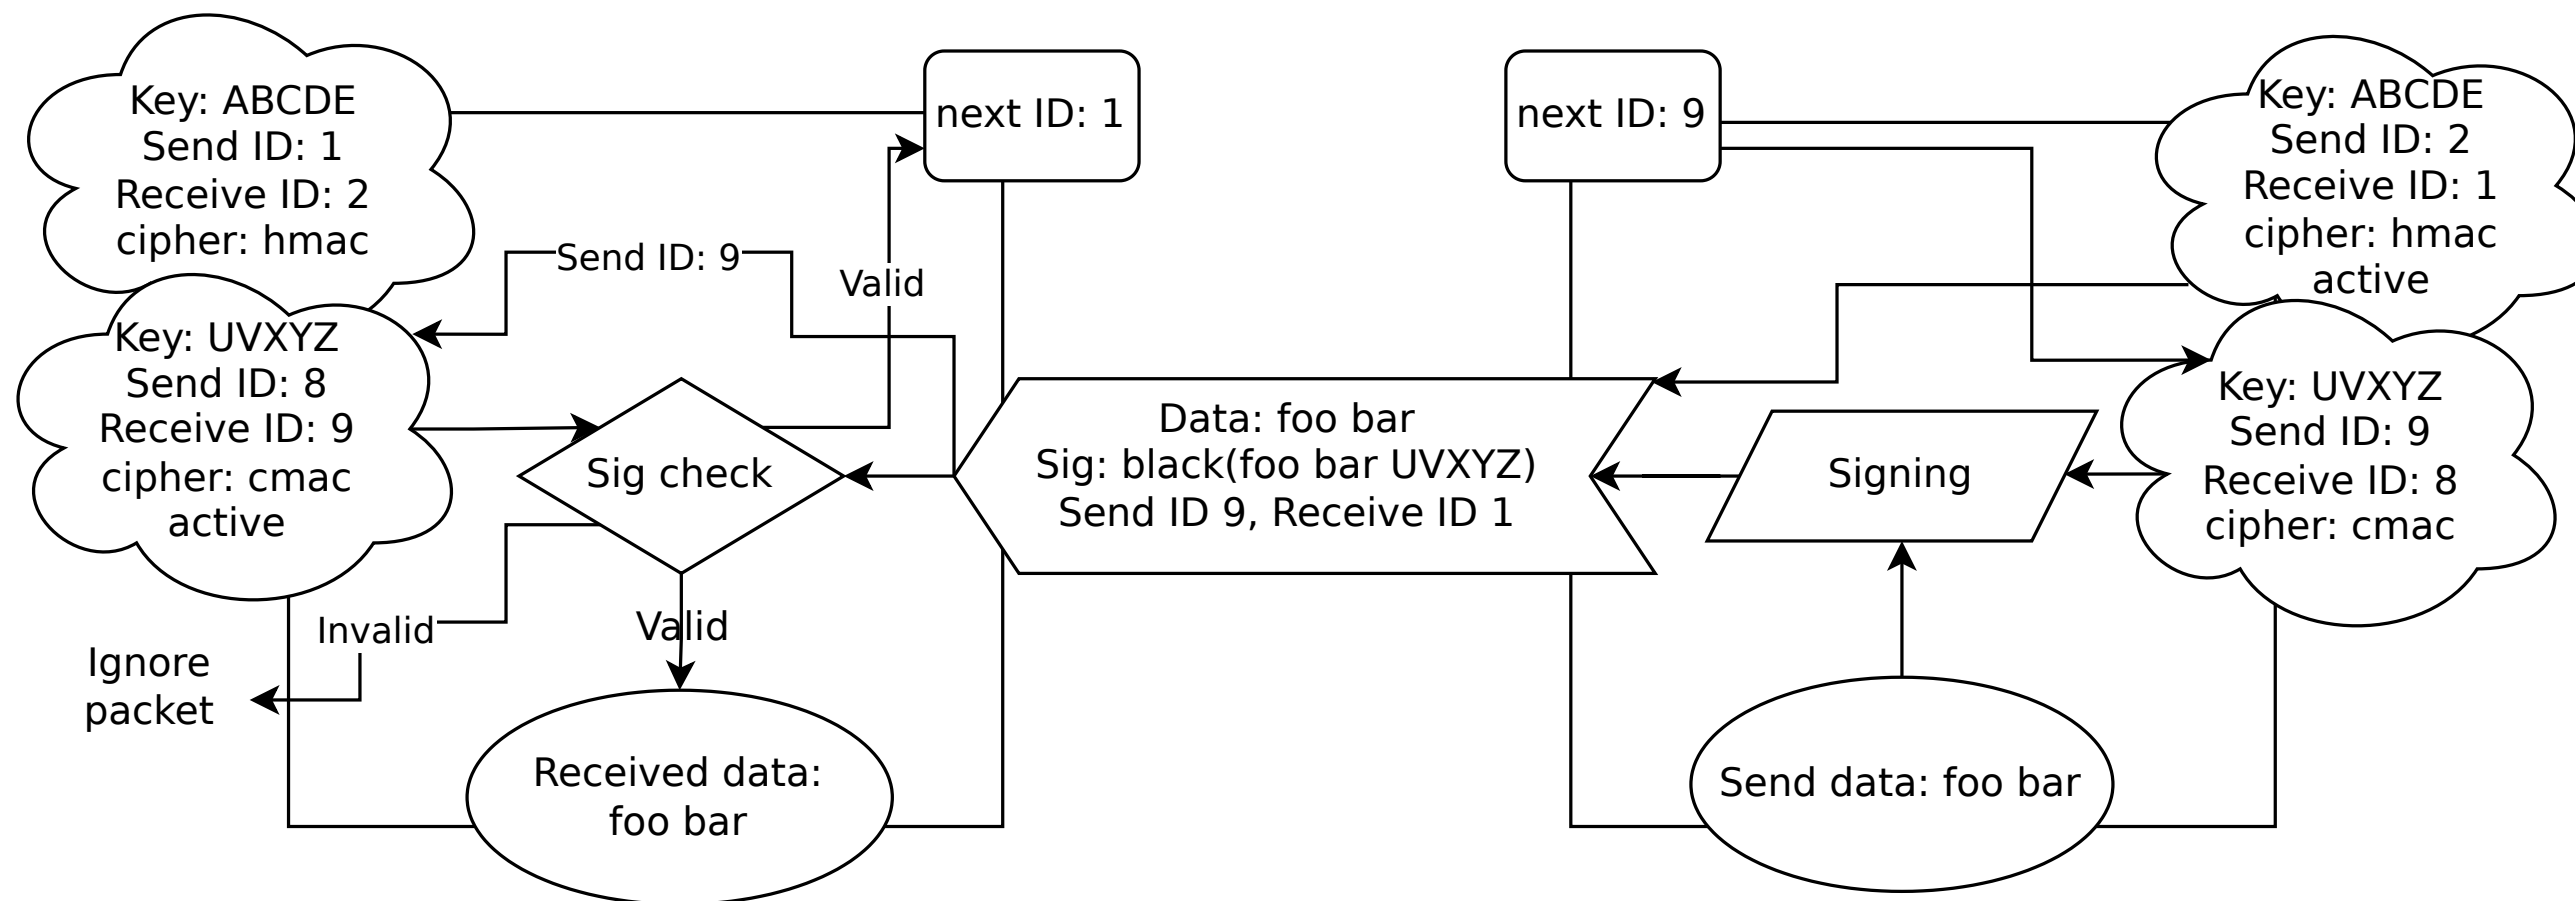 Key: ABCDE
Send ID: 1
Receive ID: 2
cipher: hmac
next ID: 1
next ID: 9
Key: ABCDE
Send ID: 2
Receive ID: 1
cipher: hmac
active
Send ID: 9
Valid
Key: UVXYZ
Send ID: 8
Receive ID: 9
cipher: cmac
active
Sig check
Data: foo bar
Sig: black(foo bar UVXYZ)
Send ID 9, Receive ID 1
Signing
Key: UVXYZ
Send ID: 9
Receive ID: 8
cipher: cmac
Invalid
Valid
Ignore
packet
Received data:
foo bar
Send data: foo bar